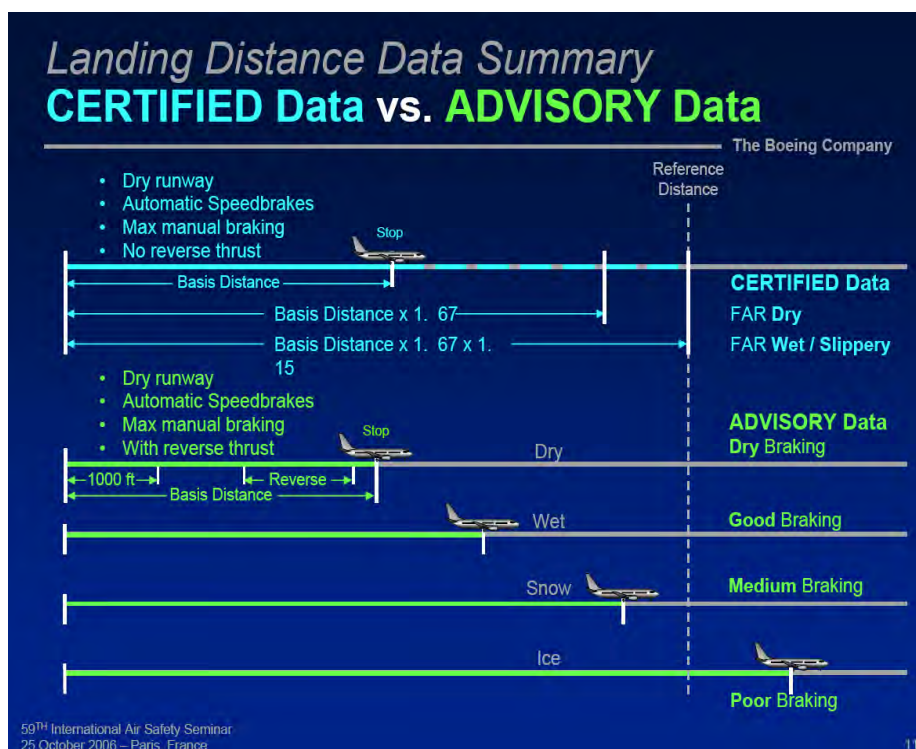 Landing Distance Data Summary
CERTIFIED Data vs. ADVISORY Data
The Boeing Company
Reference
Distance
• Dry runway
• Automatic Speedbrakes
• Max manual braking
• No reverse thrust
Stop
Basis Distance
CERTIFIED Data
Basis Distance x 1. 67
FAR Dry
Basis Distance x 1. 67 x 1.
15
FAR Wet / Slippery
• Dry runway
• Automatic Speedbrakes
• Max manual braking
• With reverse thrust
Stop
ADVISORY Data
Dry
Dry Braking
1000 ft
Reverse
Basis Distance
Wet
Good Braking
Snow
Medium Braking
Ice
Poor Braking
59TH International Air Safety Seminar
25 October 2006 – Paris, France